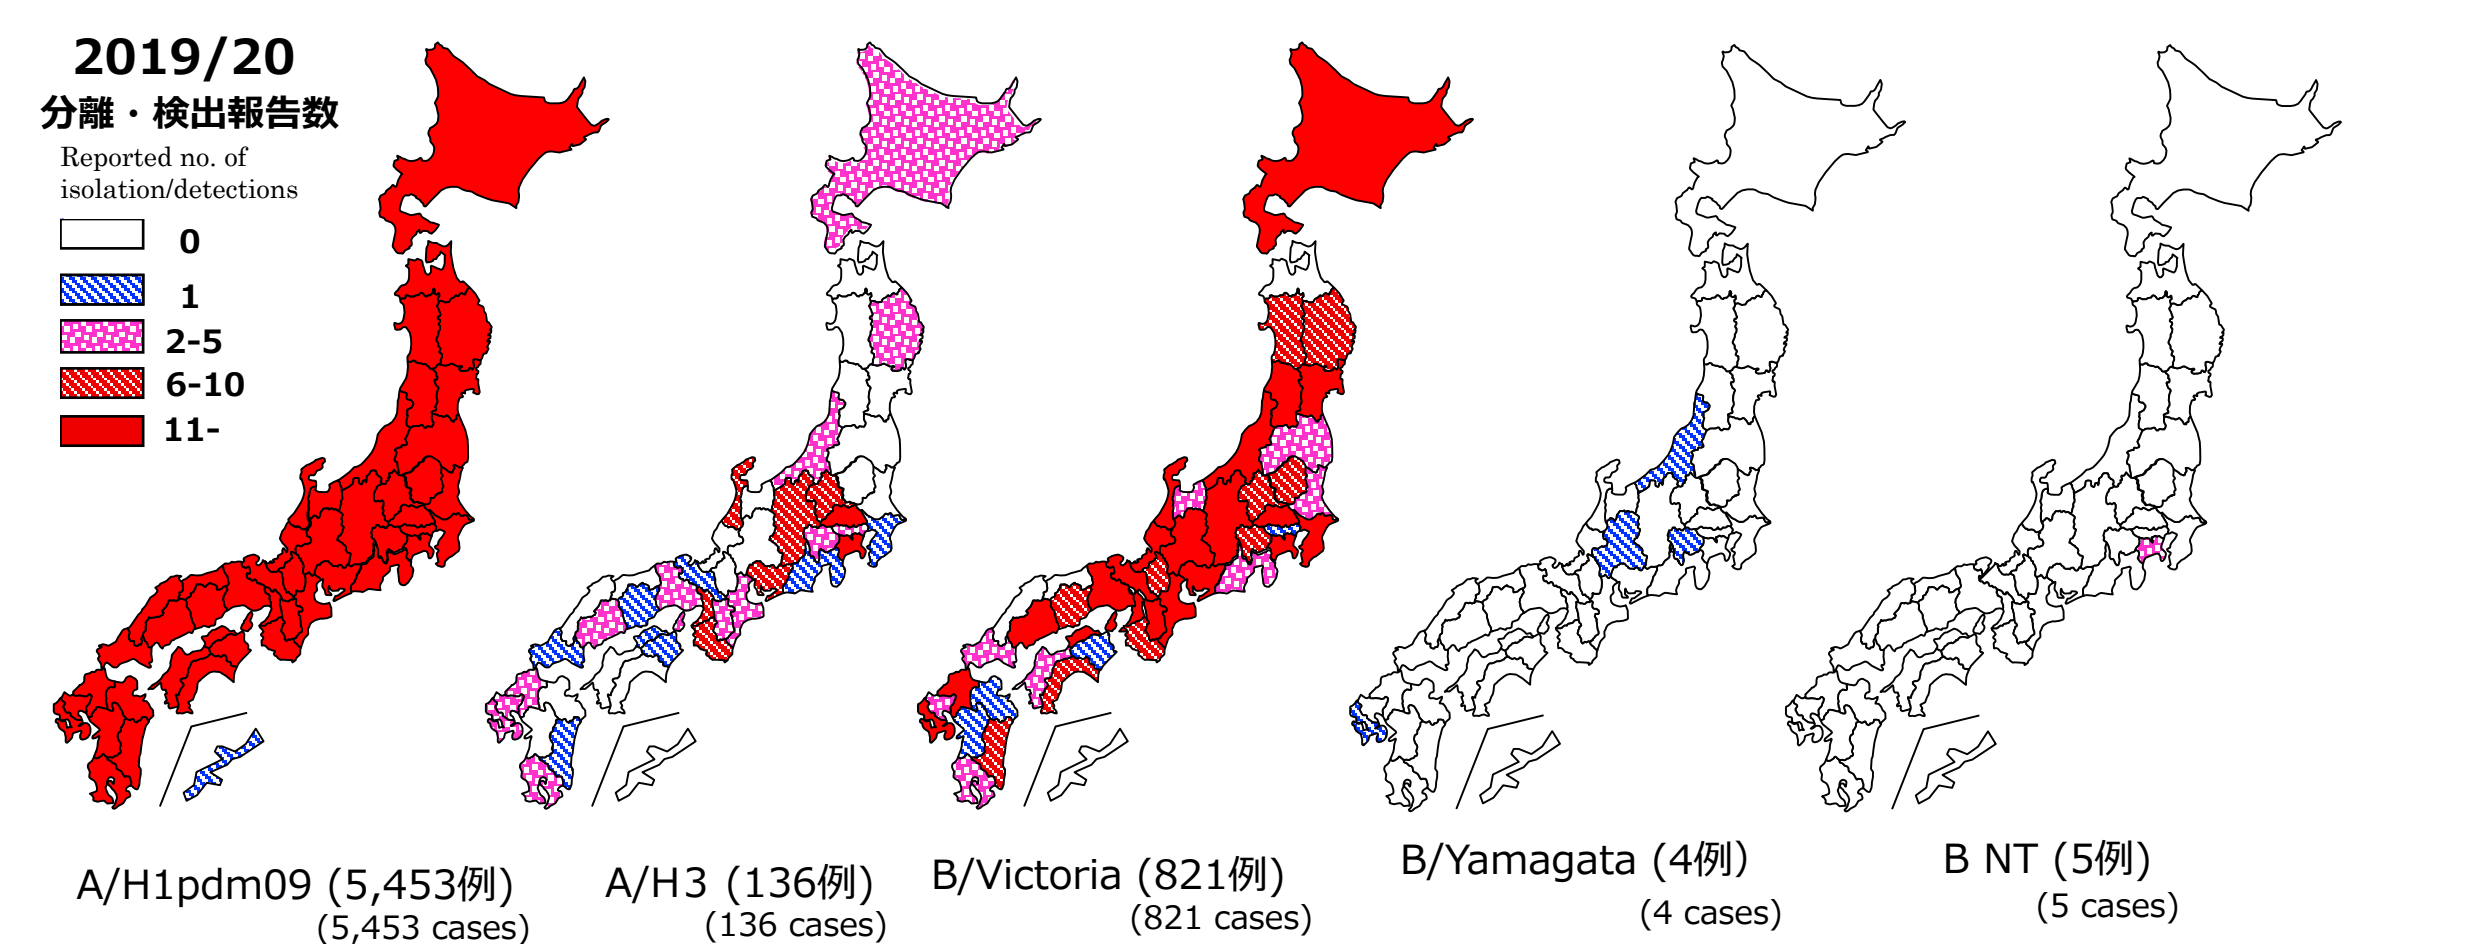 2019/20
分離・検出報告数
Reported no. of
isolation/detections
0
1
2-5
6-10
11-
A/H1pdm09 (5,453例)
(5,453 cases)
A/H3 (136例)
(136 cases)
B/Victoria (821例)
(821 cases)
B/Yamagata (4例)
(4 cases)
B NT (5例)
(5 cases)